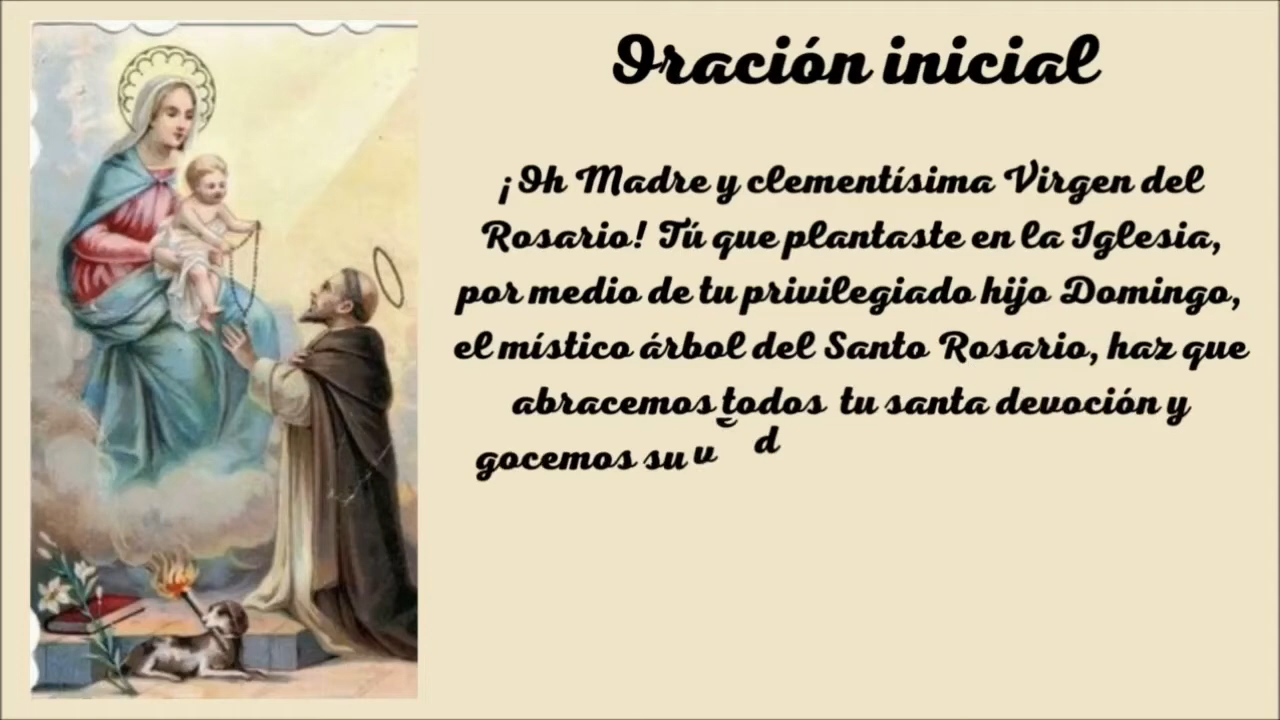 Oración inicial
¡Oh Madre y clementísima Virgen del
Rosario! Tú que plantaste en la Iglesia,
por medio de tu privilegiado hijo Domingo,
el místico árbol del Santo Rosario, haz que
abracemos todos tu santa devoción y
gocemos su